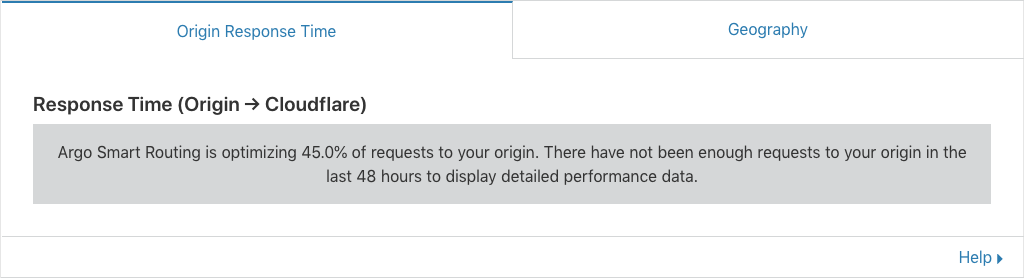 Origin Response Time
Geography
Response Time (Origin → Cloudflare)
Argo Smart Routing is optimizing 45.0% of requests to your origin. There have not been enough requests to your origin in the
last 48 hours to display detailed performance data.
Help